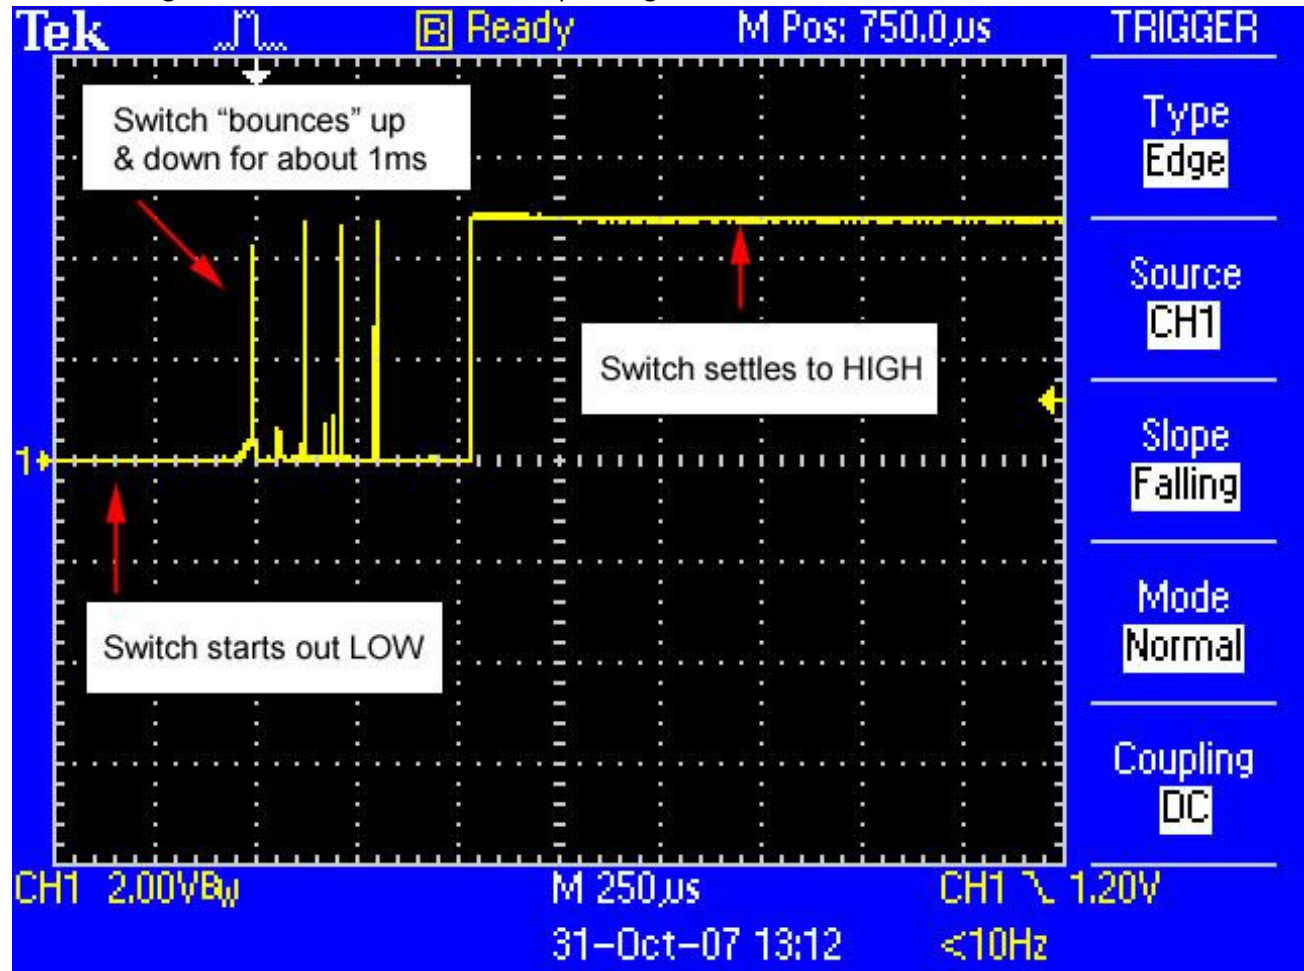 Tek R Ready M Pos: 750.0µs TRIGGER
Switch “bounces” up
& down for about 1ms
Type
Edge
Source
CH1
Switch settles to HIGH
Slope
Falling
1
Switch starts out LOW
Mode
Normal
Coupling
DC
CH1 2.00VBW M 250µs CH1 1.20V
31-Oct-07 13:12 <10Hz